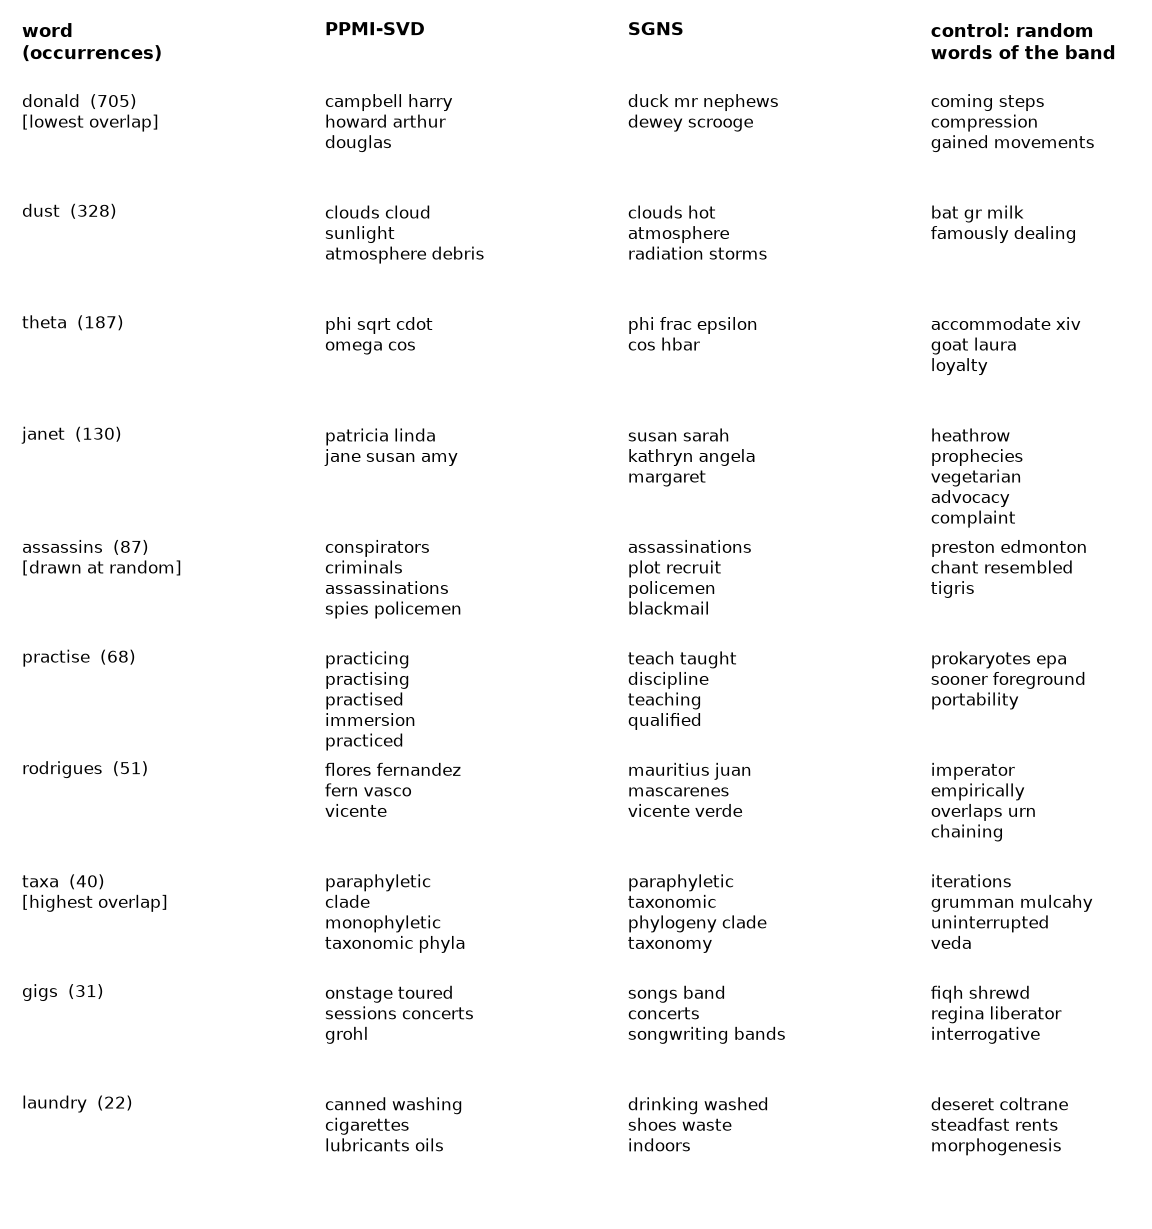 word
(occurrences)
PPMI-SVD
SGNS
control: random
words of the band
donald (705)
[lowest overlap]
campbell harry
howard arthur
douglas
duck mr nephews
dewey scrooge
coming steps
compression
gained movements
dust (328)
clouds cloud
sunlight
atmosphere debris
clouds hot
atmosphere
radiation storms
bat gr milk
famously dealing
theta (187)
phi sqrt cdot
omega cos
phi frac epsilon
cos hbar
accommodate xiv
goat laura
loyalty
janet (130)
patricia linda
jane susan amy
susan sarah
kathryn angela
margaret
heathrow
prophecies
vegetarian
advocacy
complaint
assassins (87)
[drawn at random]
conspirators
criminals
assassinations
spies policemen
assassinations
plot recruit
policemen
blackmail
preston edmonton
chant resembled
tigris
practise (68)
practicing
practising
practised
immersion
practiced
teach taught
discipline
teaching
qualified
prokaryotes epa
sooner foreground
portability
rodrigues (51)
flores fernandez
fern vasco
vicente
mauritius juan
mascarenes
vicente verde
imperator
empirically
overlaps urn
chaining
taxa (40)
[highest overlap]
paraphyletic
clade
monophyletic
taxonomic phyla
paraphyletic
taxonomic
phylogeny clade
taxonomy
iterations
grumman mulcahy
uninterrupted
veda
gigs (31)
onstage toured
sessions concerts
grohl
songs band
concerts
songwriting bands
fiqh shrewd
regina liberator
interrogative
laundry (22)
canned washing
cigarettes
lubricants oils
drinking washed
shoes waste
indoors
deseret coltrane
steadfast rents
morphogenesis